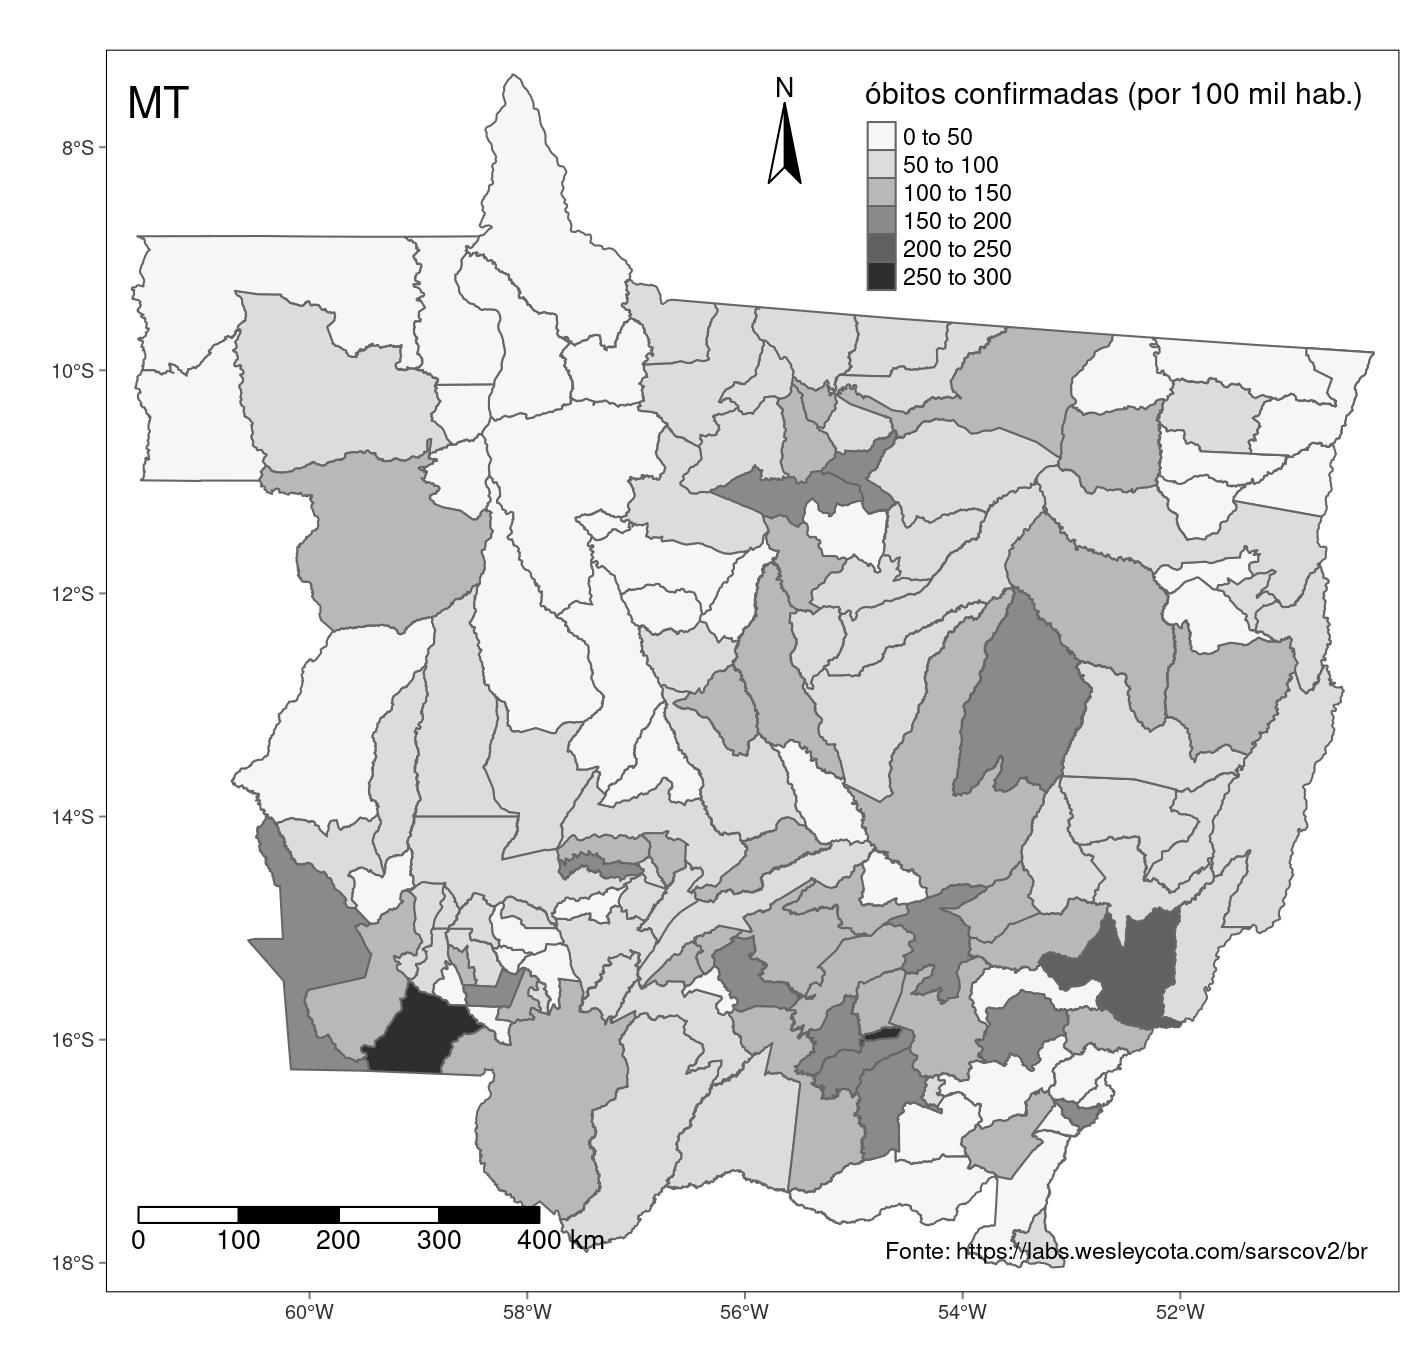 MT
N
óbitos confirmadas (por 100 mil hab.)
0 to 50
50 to 100
100 to 150
150 to 200
200 to 250
250 to 300
8°S
10°S
12°S
14°S
16°S
18°S
0 100 200 300 400 km
Fonte: https://labs.wesleycota.com/sarscov2/br
60°W 58°W 56°W 54°W 52°W